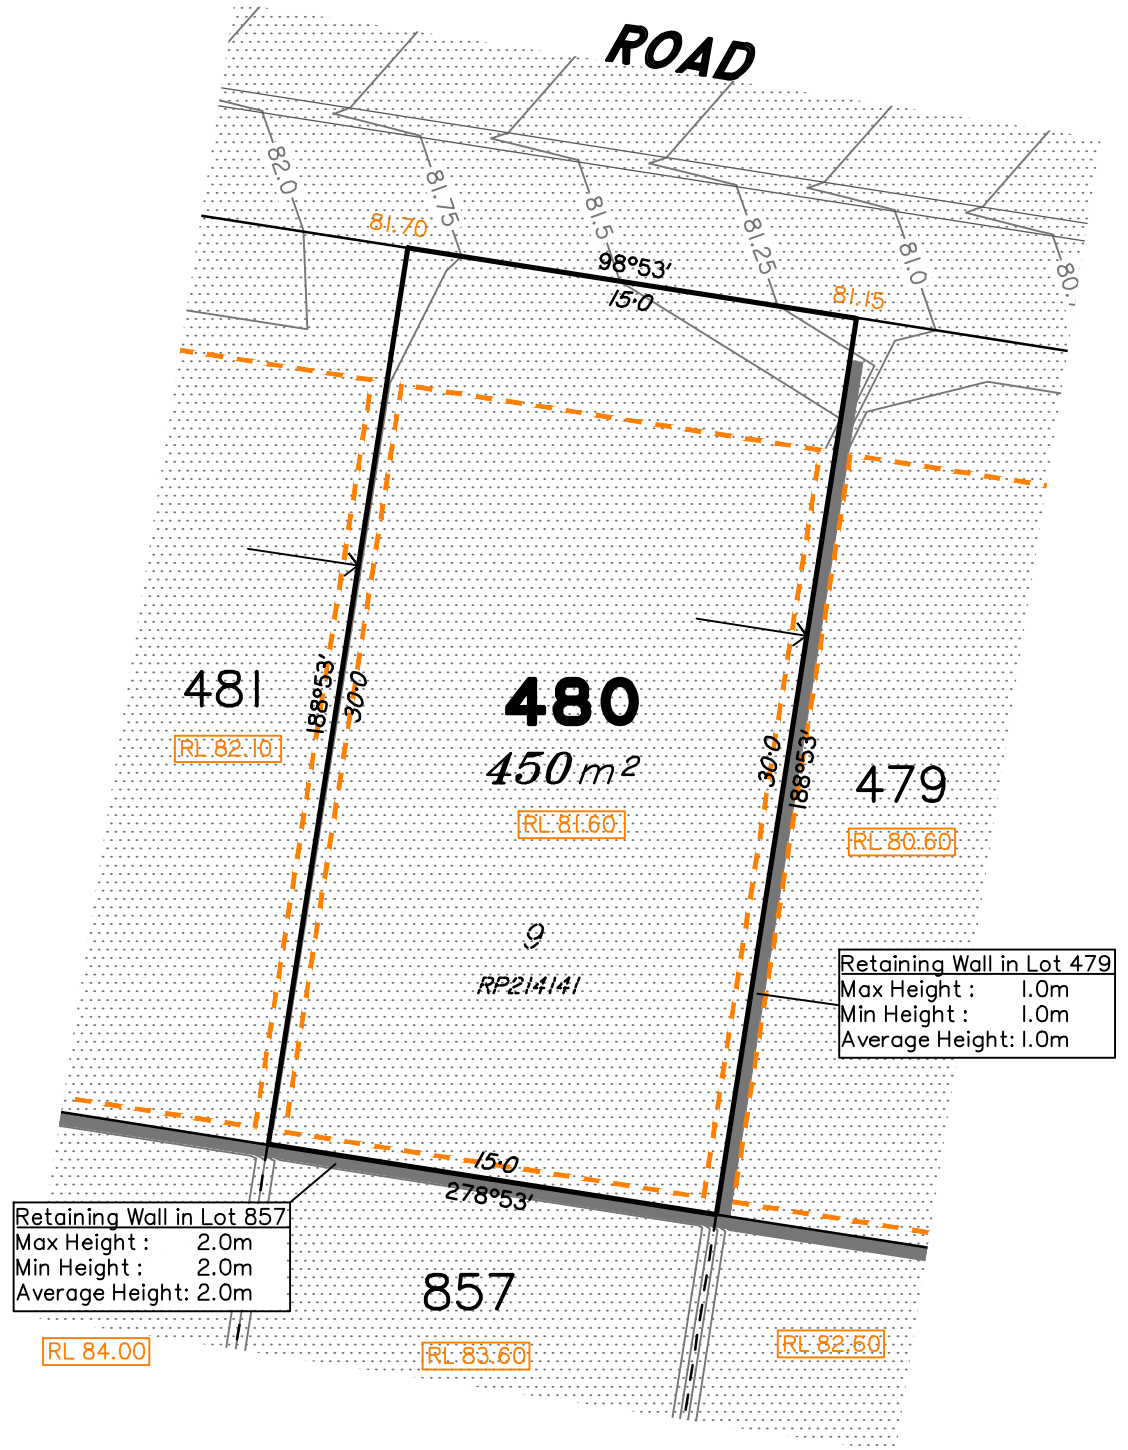 ROAD
82.0
81.75
81.5
81.25
81.0
81.70
98°53'
15·0
81.15
481
RL 82.10
188°53'
30·0
480
450 m²
RL 81.60
30·0
188°53'
479
RL 80.60
9
RP214141
Retaining Wall in Lot 479
Max Height : 1.0m
Min Height : 1.0m
Average Height: 1.0m
15·0
278°53'
Retaining Wall in Lot 857
Max Height : 2.0m
Min Height : 2.0m
Average Height: 2.0m
857
RL 84.00
RL 83.60
RL 82.60